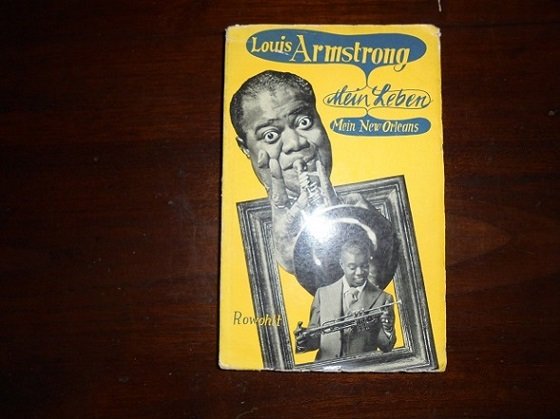 Louis Armstrong
Mein Leben
Mein New Orleans
Rowohlt